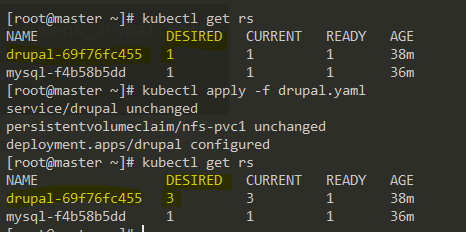 [root@master ~]# kubectl get rs
NAME DESIRED CURRENT READY AGE
drupal-69f76fc455 1 1 1 38m
mysql-f4b58b5dd 1 1 1 36m
[root@master ~]# kubectl apply -f drupal.yaml
service/drupal unchanged
persistentvolumeclaim/nfs-pvc1 unchanged
deployment.apps/drupal configured
[root@master ~]# kubectl get rs
NAME DESIRED CURRENT READY AGE
drupal-69f76fc455 3 3 1 38m
mysql-f4b58b5dd 1 1 1 36m
[root@master ~]#